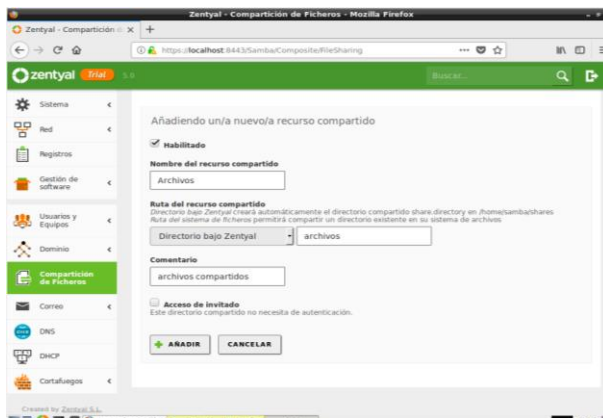 Zentyal - Compartición de Ficheros - Mozilla Firefox
Zentyal - Compartición d
https://localhost:8443/Samba/Composite/FileSharing
zentyal Trial 5.0
Buscar...
Sistema
Red
Registros
Gestión de
software
Usuarios y
Equipos
Dominio
Compartición
de Ficheros
Correo
DNS
DHCP
Cortafuegos
Created by Zentyal S.L.
Añadiendo un/a nuevo/a recurso compartido
Habilitado
Nombre del recurso compartido
Archivos
Ruta del recurso compartido
Directorio bajo Zentyal creará automáticamente el directorio compartido share.directory en /home/samba/shares
Ruta del sistema de ficheros permitirá compartir un directorio existente en su sistema de archivos
Directorio bajo Zentyal
archivos
Comentario
archivos compartidos
Acceso de invitado
Este directorio compartido no necesita de autenticación.
AÑADIR
CANCELAR